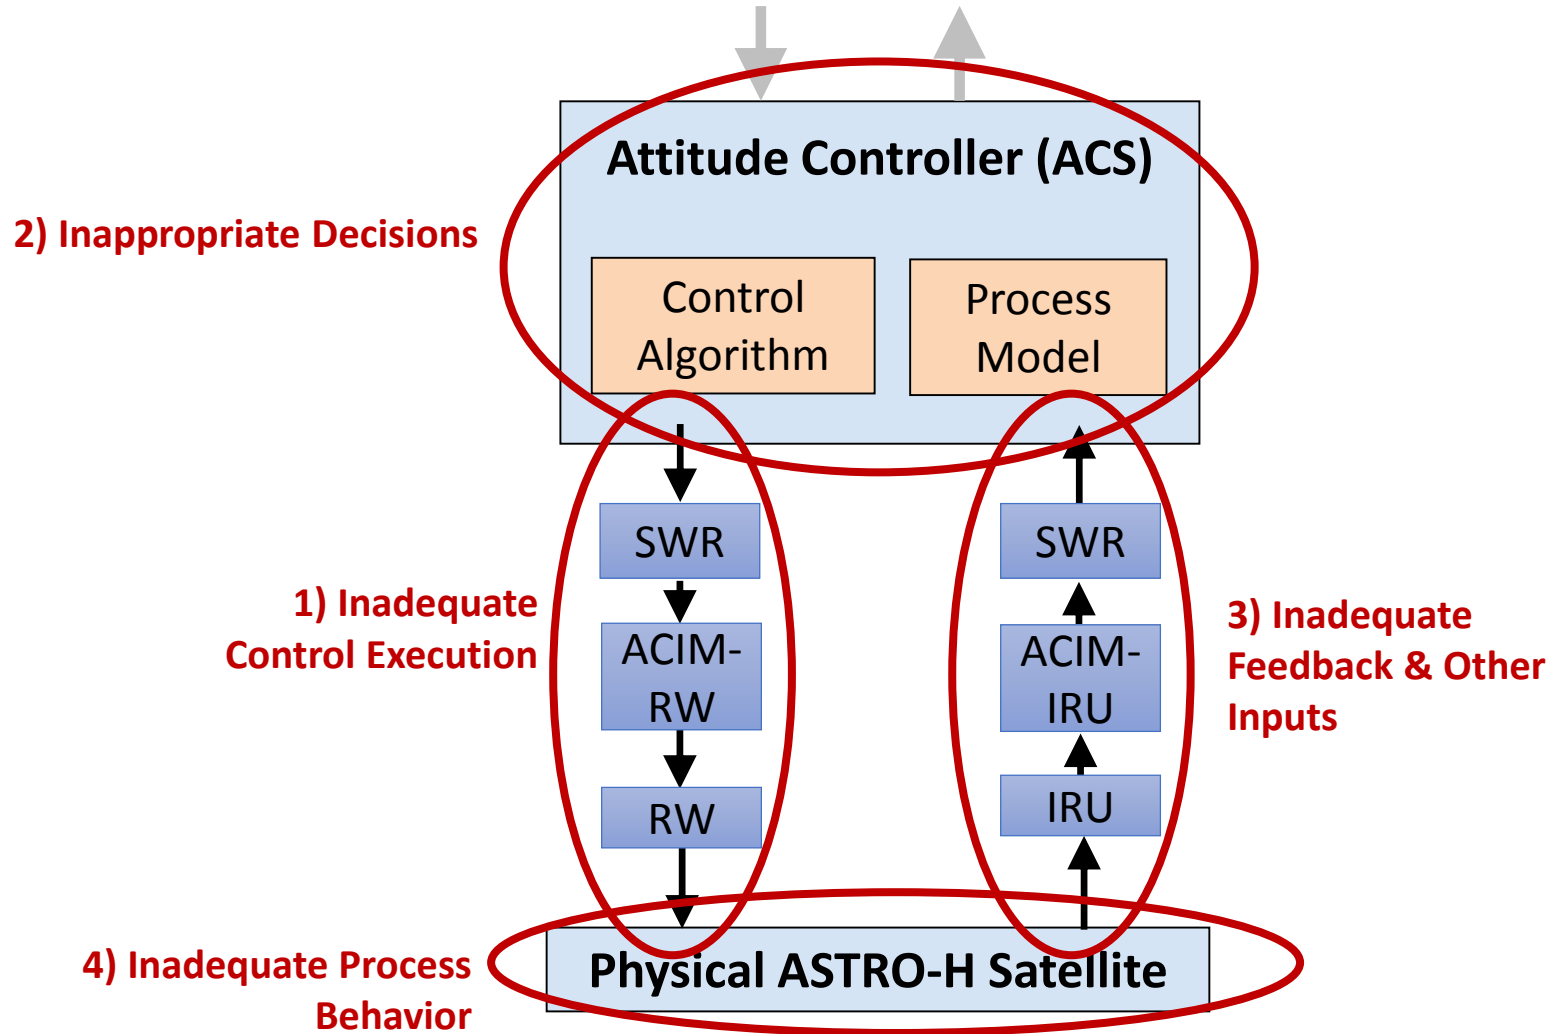 Attitude Controller (ACS)
2) Inappropriate Decisions
Control
Algorithm
Process
Model
SWR
SWR
1) Inadequate
Control Execution
ACIM-
RW
ACIM-
IRU
3) Inadequate
Feedback & Other
Inputs
RW
IRU
4) Inadequate Process
Behavior
Physical ASTRO-H Satellite